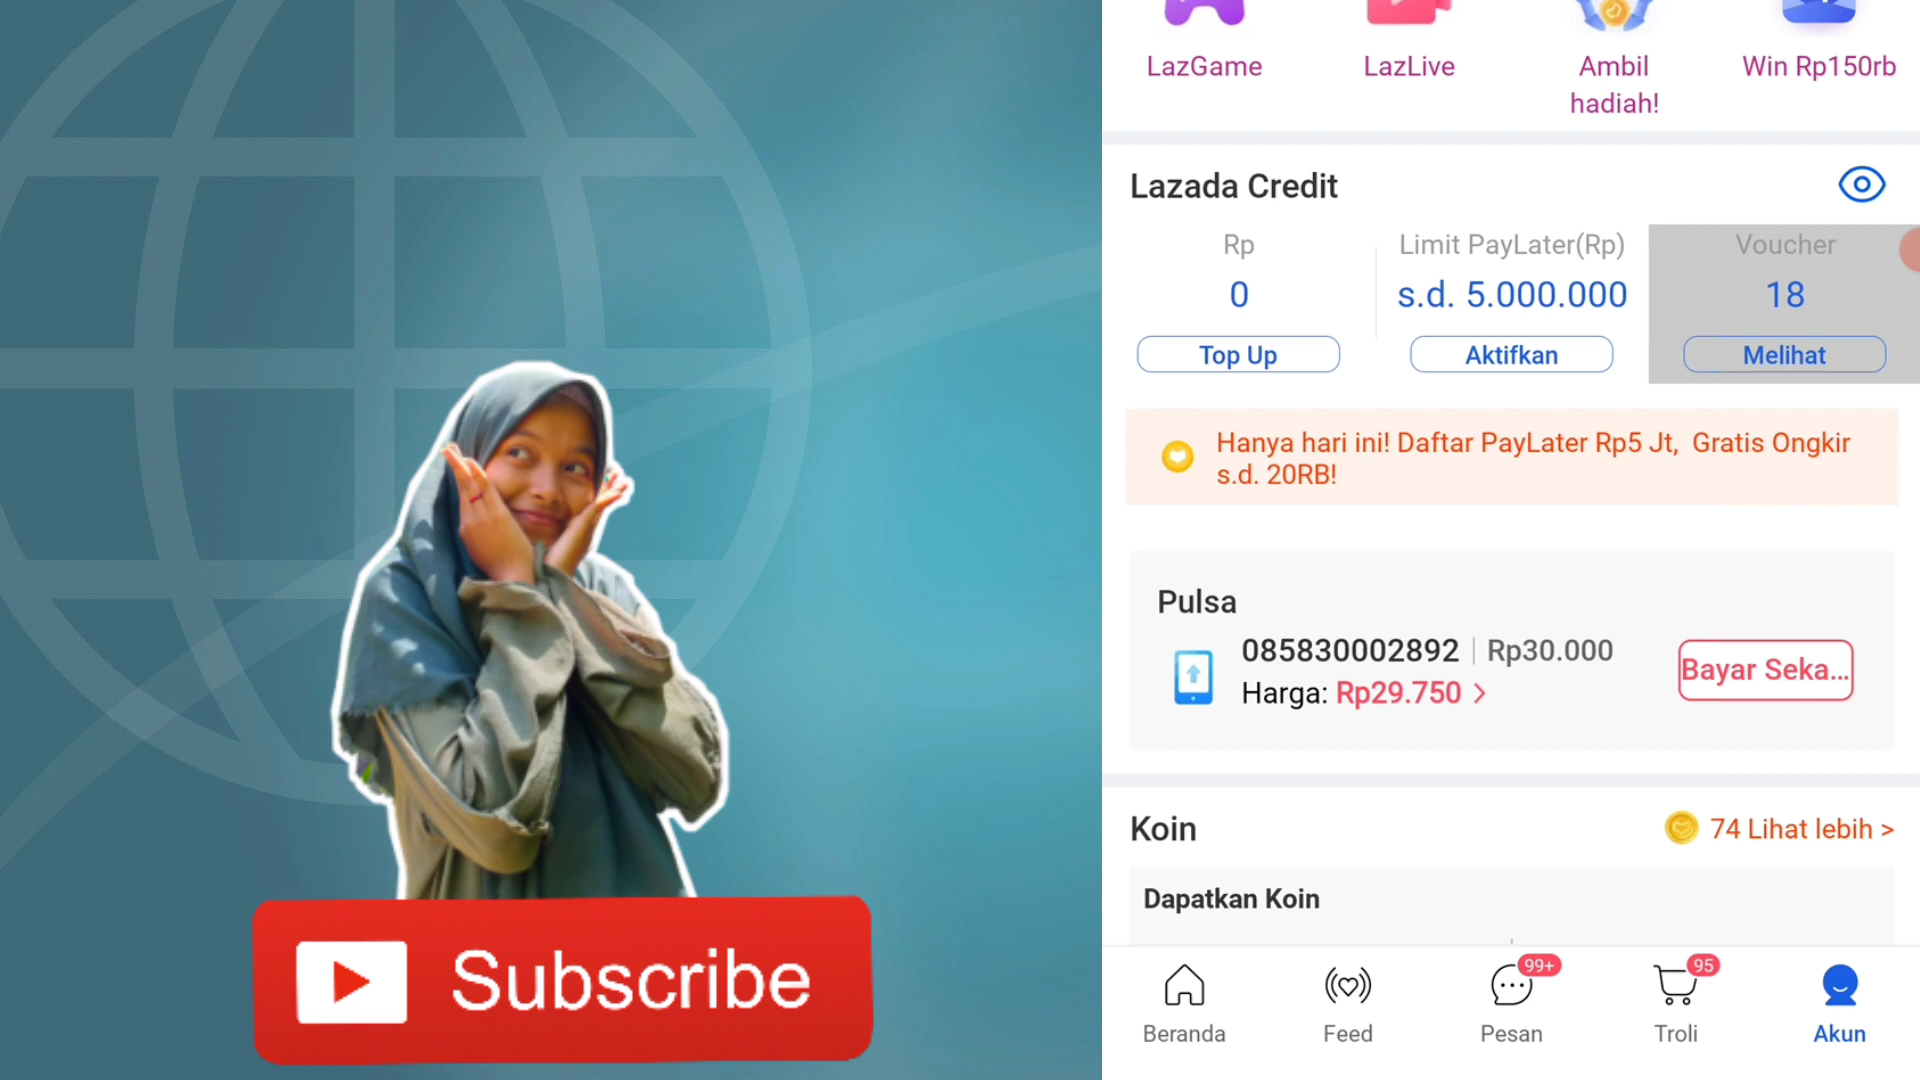 LazGame
LazLive
Ambil
hadiah!
Win Rp150rb
Lazada Credit
Rp
0
Top Up
Limit PayLater(Rp)
s.d. 5.000.000
Aktifkan
Voucher
18
Melihat
Hanya hari ini! Daftar PayLater Rp5 Jt, Gratis Ongkir
s.d. 20RB!
Pulsa
085830002892 | Rp30.000
Harga: Rp29.750 >
Bayar Seka...
Koin
74 Lihat lebih >
Dapatkan Koin
Beranda
Feed
99+
Pesan
95
Troli
Akun
Subscribe